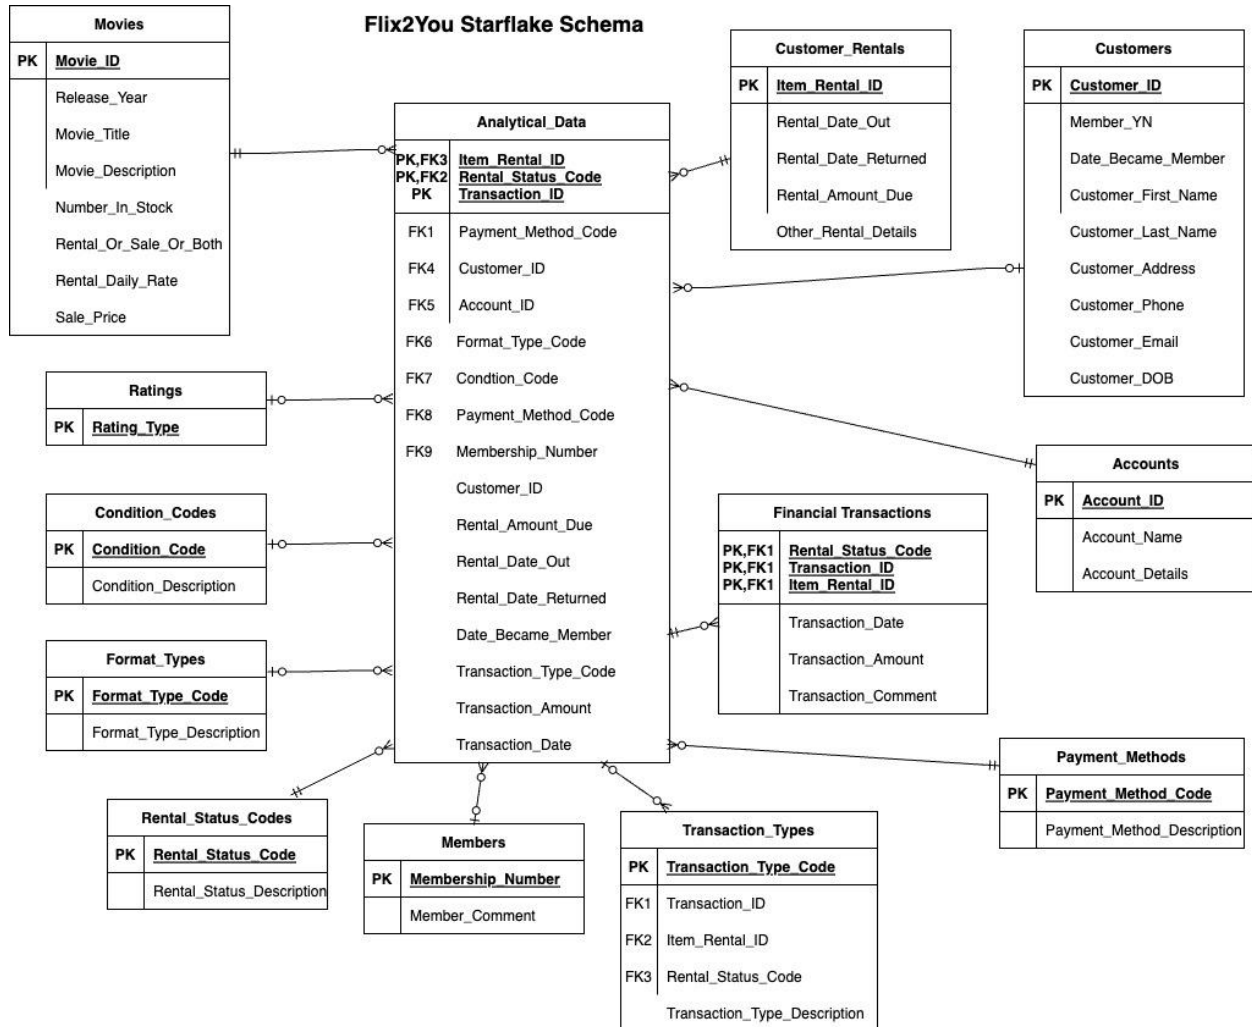 Flix2You Starflake Schema
Movies
PK Movie_ID
Release_Year
Movie_Title
Movie_Description
Number_In_Stock
Rental_Or_Sale_Or_Both
Rental_Daily_Rate
Sale_Price
Ratings
PK Rating_Type
Condition_Codes
PK Condition_Code
Condition_Description
Format_Types
PK Format_Type_Code
Format_Type_Description
Rental_Status_Codes
PK Rental_Status_Code
Rental_Status_Description
Analytical_Data
PK,FK3 Item_Rental_ID
PK,FK2 Rental_Status_Code
PK Transaction_ID
FK1 Payment_Method_Code
FK4 Customer_ID
FK5 Account_ID
FK6 Format_Type_Code
FK7 Condtion_Code
FK8 Payment_Method_Code
FK9 Membership_Number
Customer_ID
Rental_Amount_Due
Rental_Date_Out
Rental_Date_Returned
Date_Became_Member
Transaction_Type_Code
Transaction_Amount
Transaction_Date
Members
PK Membership_Number
Member_Comment
Customer_Rentals
PK Item_Rental_ID
Rental_Date_Out
Rental_Date_Returned
Rental_Amount_Due
Other_Rental_Details
Customers
PK Customer_ID
Member_YN
Date_Became_Member
Customer_First_Name
Customer_Last_Name
Customer_Address
Customer_Phone
Customer_Email
Customer_DOB
Accounts
PK Account_ID
Account_Name
Account_Details
Financial Transactions
PK,FK1 Rental_Status_Code
PK,FK1 Transaction_ID
PK,FK1 Item_Rental_ID
Transaction_Date
Transaction_Amount
Transaction_Comment
Payment_Methods
PK Payment_Method_Code
Payment_Method_Description
Transaction_Types
PK Transaction_Type_Code
FK1 Transaction_ID
FK2 Item_Rental_ID
FK3 Rental_Status_Code
Transaction_Type_Description